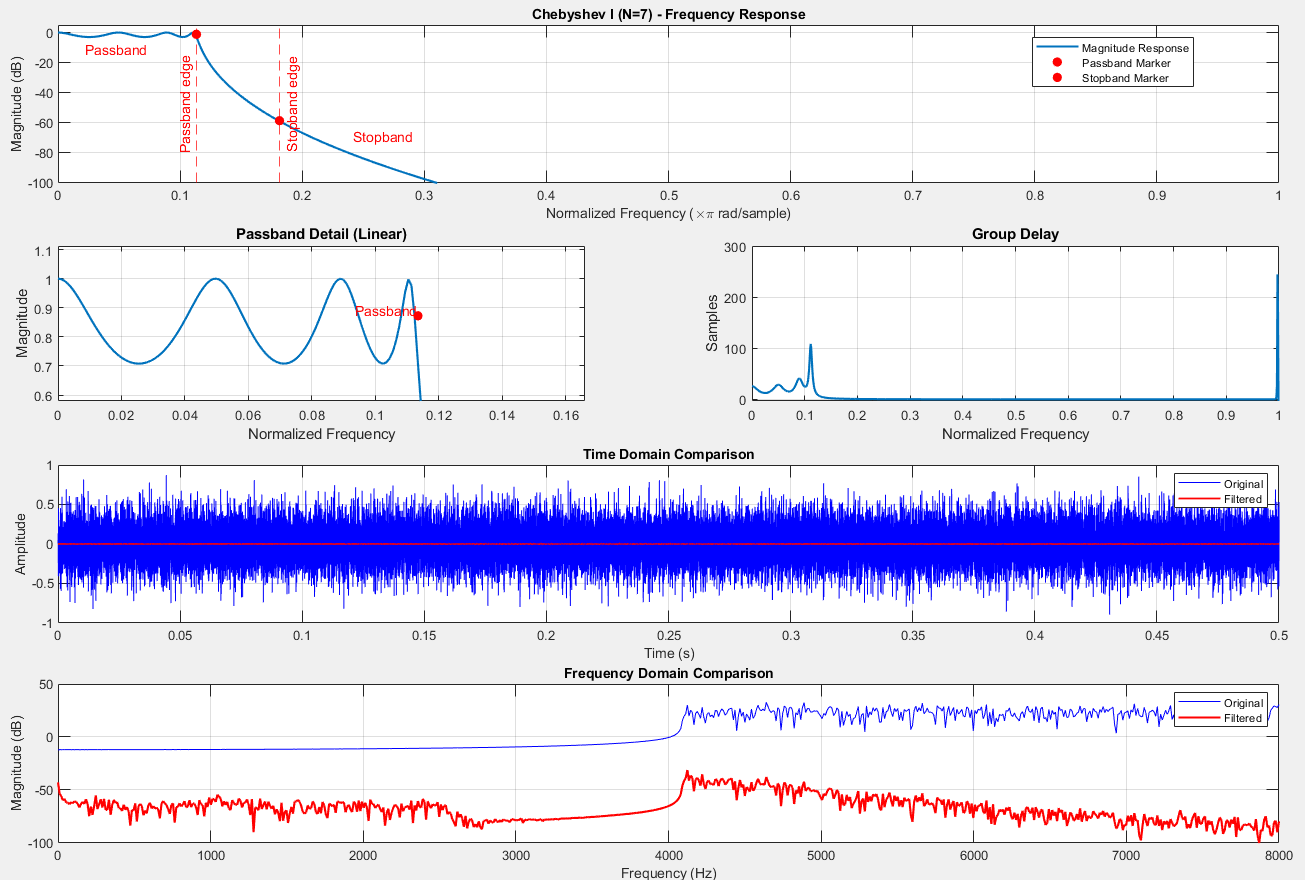 Chebyshev I (N=7) - Frequency Response
Magnitude (dB)
0
-20
-40
-60
-80
-100
Passband
Passband edge
Stopband edge
Stopband
Magnitude Response
Passband Marker
Stopband Marker
0 0.1 0.2 0.3 0.4 0.5 0.6 0.7 0.8 0.9 1
Normalized Frequency (×π rad/sample)
Passband Detail (Linear)
Magnitude
1.1
1
0.9
0.8
0.7
0.6
Passband
0 0.02 0.04 0.06 0.08 0.1 0.12 0.14 0.16
Normalized Frequency
Group Delay
Samples
300
200
100
0
0 0.1 0.2 0.3 0.4 0.5 0.6 0.7 0.8 0.9 1
Normalized Frequency
Time Domain Comparison
Amplitude
1
0.5
0
-0.5
-1
Original
Filtered
0 0.05 0.1 0.15 0.2 0.25 0.3 0.35 0.4 0.45 0.5
Time (s)
Frequency Domain Comparison
Magnitude (dB)
50
0
-50
-100
Original
Filtered
0 1000 2000 3000 4000 5000 6000 7000 8000
Frequency (Hz)